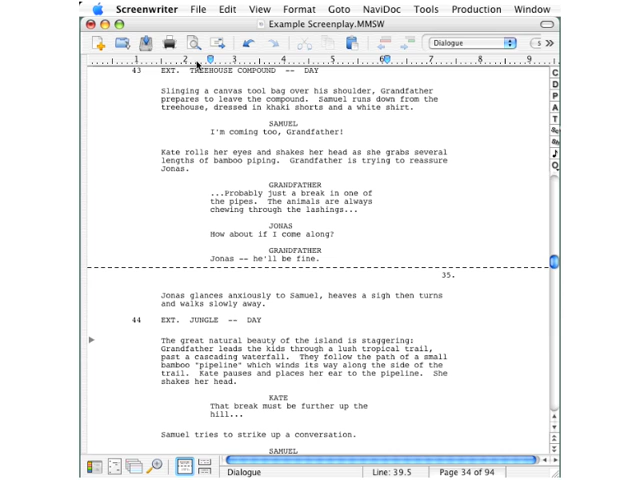 Screenwriter File Edit View Format Goto NaviDoc Tools Production Window
Example Screenplay.MMSW
Dialogue
1 2 3 4 5 6 7 8 9
43 EXT. TREEHOUSE COMPOUND -- DAY
Slinging a canvas tool bag over his shoulder, Grandfather
prepares to leave the compound. Samuel runs down from the
treehouse, dressed in khaki shorts and a white shirt.
SAMUEL
I'm coming too, Grandfather!
Kate rolls her eyes and shakes her head as she grabs several
lengths of bamboo piping. Grandfather is trying to reassure
Jonas.
GRANDFATHER
...Probably just a break in one of
the pipes. The animals are always
chewing through the lashings...
JONAS
How about if I come along?
GRANDFATHER
Jonas -- he'll be fine.
35.
Jonas glances anxiously to Samuel, heaves a sigh then turns
and walks slowly away.
44 EXT. JUNGLE -- DAY
The great natural beauty of the island is staggering:
Grandfather leads the kids through a lush tropical trail,
past a cascading waterfall. They follow the path of a small
bamboo "pipeline" which winds its way along the side of the
trail. Kate pauses and places her ear to the pipeline. She
shakes her head.
KATE
That break must be further up the
hill...
Samuel tries to strike up a conversation.
SAMUEL
C
D
P
A
T
Dialogue Line: 39.5 Page 34 of 94